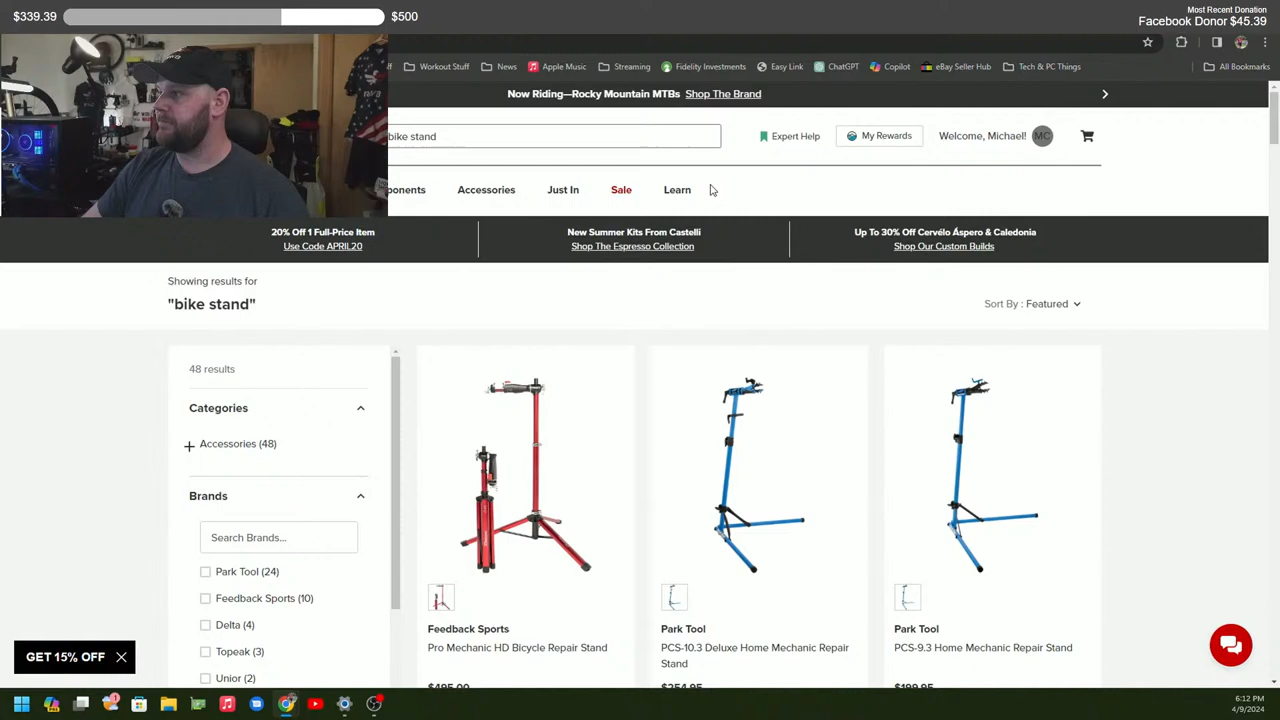 $339.39
$500
Most Recent Donation
Facebook Donor $45.39
Workout Stuff
News
Apple Music
Streaming
Fidelity Investments
Easy Link
ChatGPT
Copilot
eBay Seller Hub
Tech & PC Things
All Bookmarks
Now Riding—Rocky Mountain MTBs Shop The Brand
bike stand
Expert Help
My Rewards
Welcome, Michael!
MC
ponents
Accessories
Just In
Sale
Learn
20% Off 1 Full-Price Item
Use Code APRIL20
New Summer Kits From Castelli
Shop The Espresso Collection
Up To 30% Off Cervélo Áspero & Caledonia
Shop Our Custom Builds
Showing results for
"bike stand"
Sort By : Featured
48 results
Categories
Accessories (48)
Brands
Search Brands...
Park Tool (24)
Feedback Sports (10)
Delta (4)
Topeak (3)
Unior (2)
Feedback Sports
Pro Mechanic HD Bicycle Repair Stand
$495.00
Park Tool
PCS-10.3 Deluxe Home Mechanic Repair
Stand
$254.95
Park Tool
PCS-9.3 Home Mechanic Repair Stand
$199.95
GET 15% OFF
6:12 PM
4/9/2024